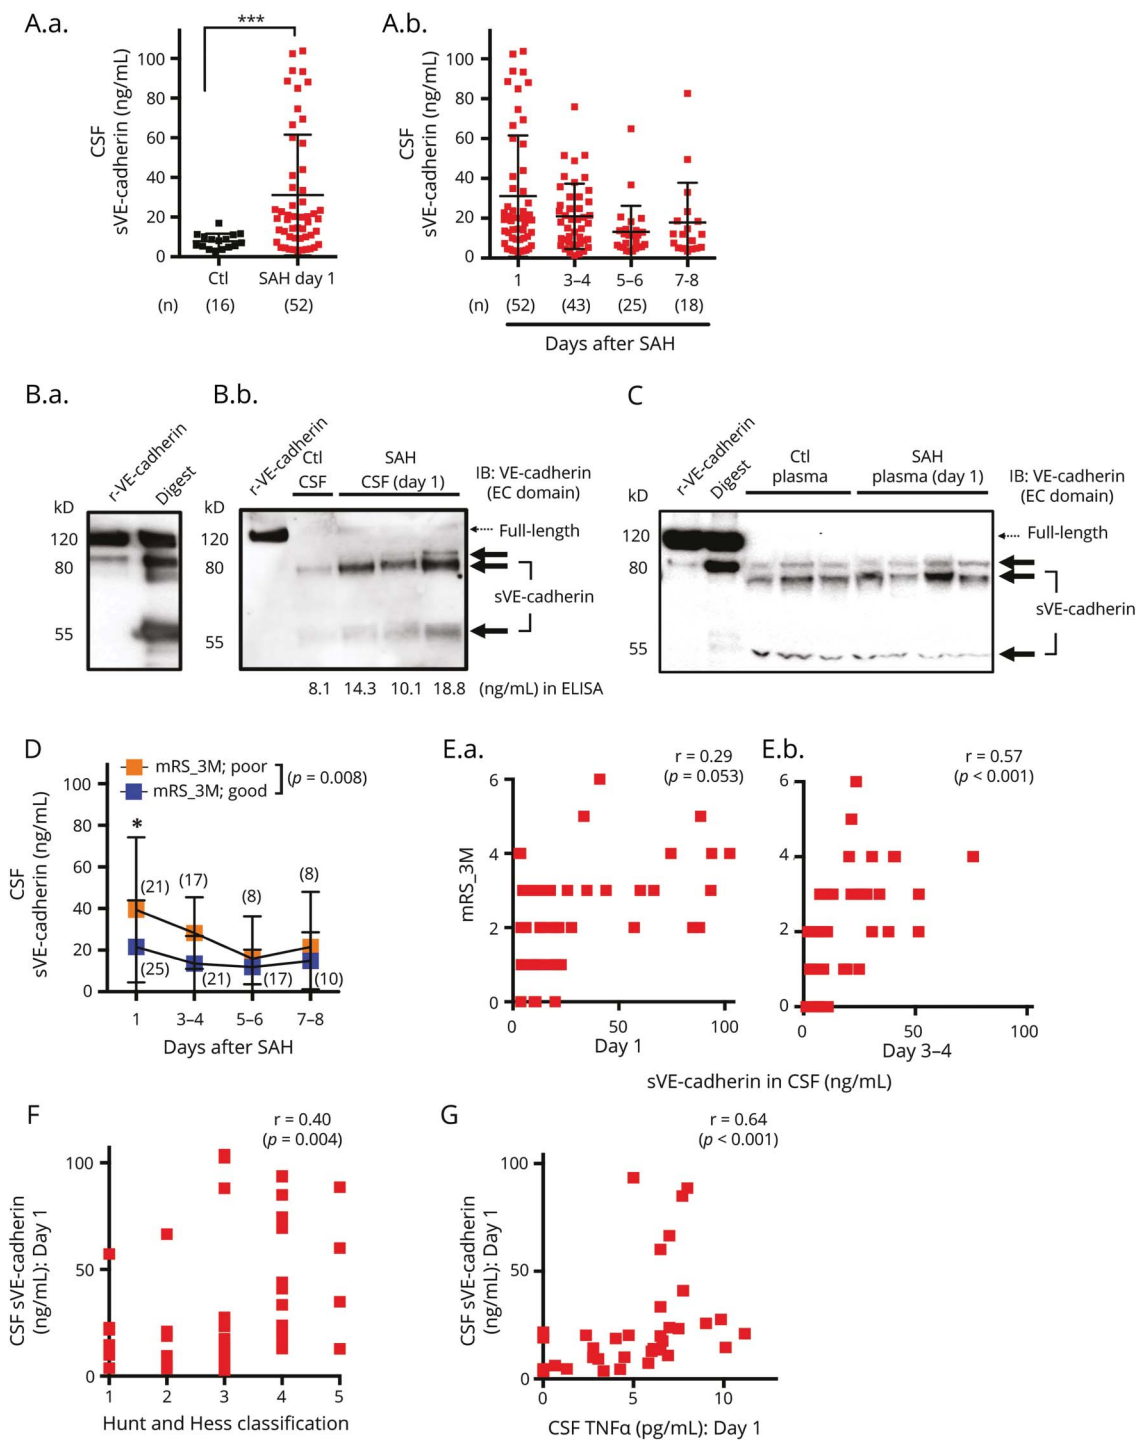 A.a.
***
CSF
sVE-cadherin (ng/mL)
100
80
60
40
20
0
Ctl
SAH day 1
(n)
(16)
(52)
A.b.
CSF
sVE-cadherin (ng/mL)
100
80
60
40
20
0
1
3–4
5–6
7-8
(n)
(52)
(43)
(25)
(18)
Days after SAH
B.a.
r-VE-cadherin
Digest
kD
120
80
55
B.b.
r-VE-cadherin
Ctl
CSF
SAH
CSF (day 1)
IB: VE-cadherin
(EC domain)
kD
120
80
55
Full-length
sVE-cadherin
8.1
14.3
10.1
18.8
(ng/mL) in ELISA
C
r-VE-cadherin
Digest
Ctl
plasma
SAH
plasma (day 1)
IB: VE-cadherin
(EC domain)
kD
120
80
55
Full-length
sVE-cadherin
D
mRS_3M; poor
mRS_3M; good
(p = 0.008)
CSF
sVE-cadherin (ng/mL)
100
80
60
40
20
0
*
(21)
(17)
(8)
(8)
(25)
(21)
(17)
(10)
1
3–4
5–6
7–8
Days after SAH
E.a.
r = 0.29
(p = 0.053)
mRS_3M
6
4
2
0
0
50
100
Day 1
E.b.
r = 0.57
(p < 0.001)
6
4
2
0
0
50
100
Day 3–4
sVE-cadherin in CSF (ng/mL)
F
r = 0.40
(p = 0.004)
CSF sVE-cadherin
(ng/mL): Day 1
100
50
0
1
2
3
4
5
Hunt and Hess classification
G
r = 0.64
(p < 0.001)
CSF sVE-cadherin
(ng/mL): Day 1
100
50
0
0
5
10
CSF TNFα (pg/mL): Day 1